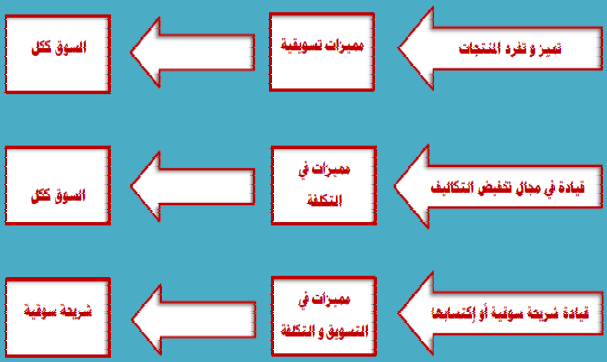 تميز و تفرد المنتجات
مميزات تسويقية
السوق ككل
قيادة في مجال تخفيض التكاليف
مميزات في
التكلفة
السوق ككل
قيادة شريحة سوقية أو إكتسابها
مميزات في
التسويق و التكلفة
شريحة سوقية